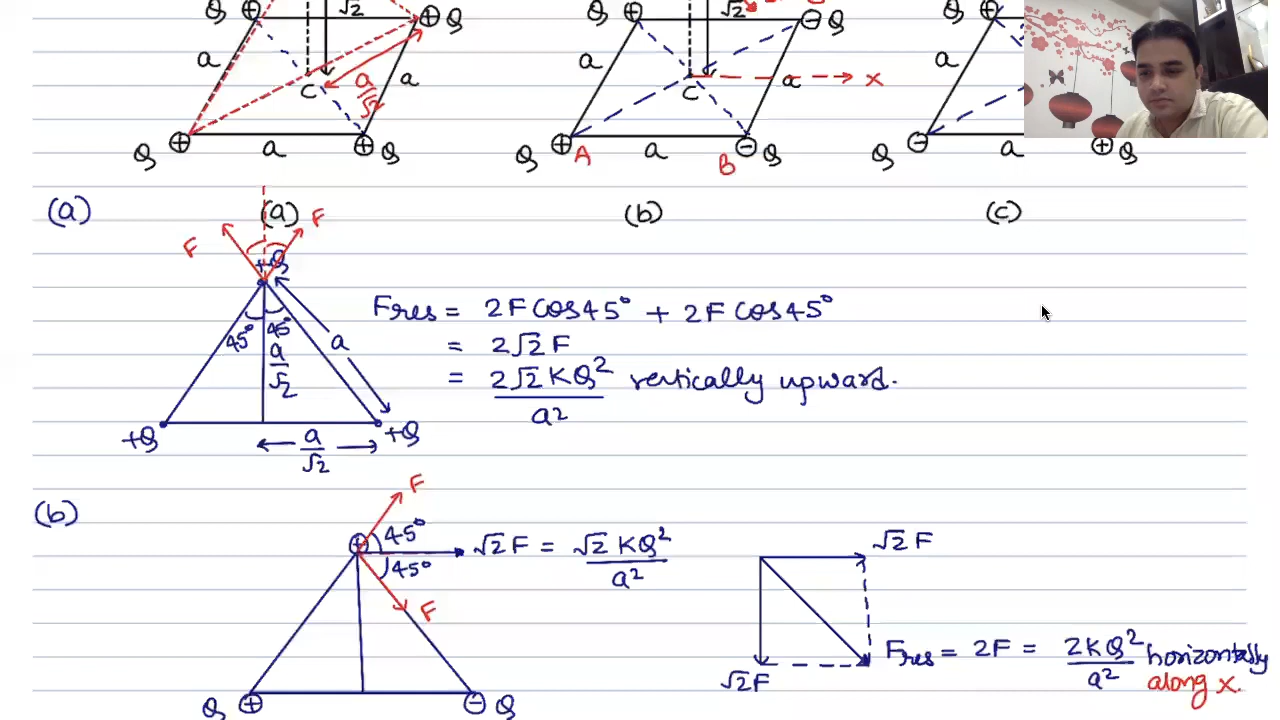 Q ⊕ √2 ⊕ Q
a a
C a/√2
Q ⊕ a ⊕ Q
⊕ √2 ⊖ Q
a a
C x
Q ⊕ A a B ⊖ Q
Q ⊕
Q ⊖ a ⊕ Q
(a) (a) (b) (c)
F F
+Q
45° 45° a
a/√2
+Q a/√2 +Q
Fres = 2F Cos45° + 2F Cos45°
= 2√2 F
= 2√2 KQ²/a² vertically upward.
(b)
F
⊕ 45° √2 F = √2 KQ²/a²
45°
F
Q ⊕ ⊖ Q
√2 F
√2F
Fres = 2F = 2KQ²/a² horizontally
along x.